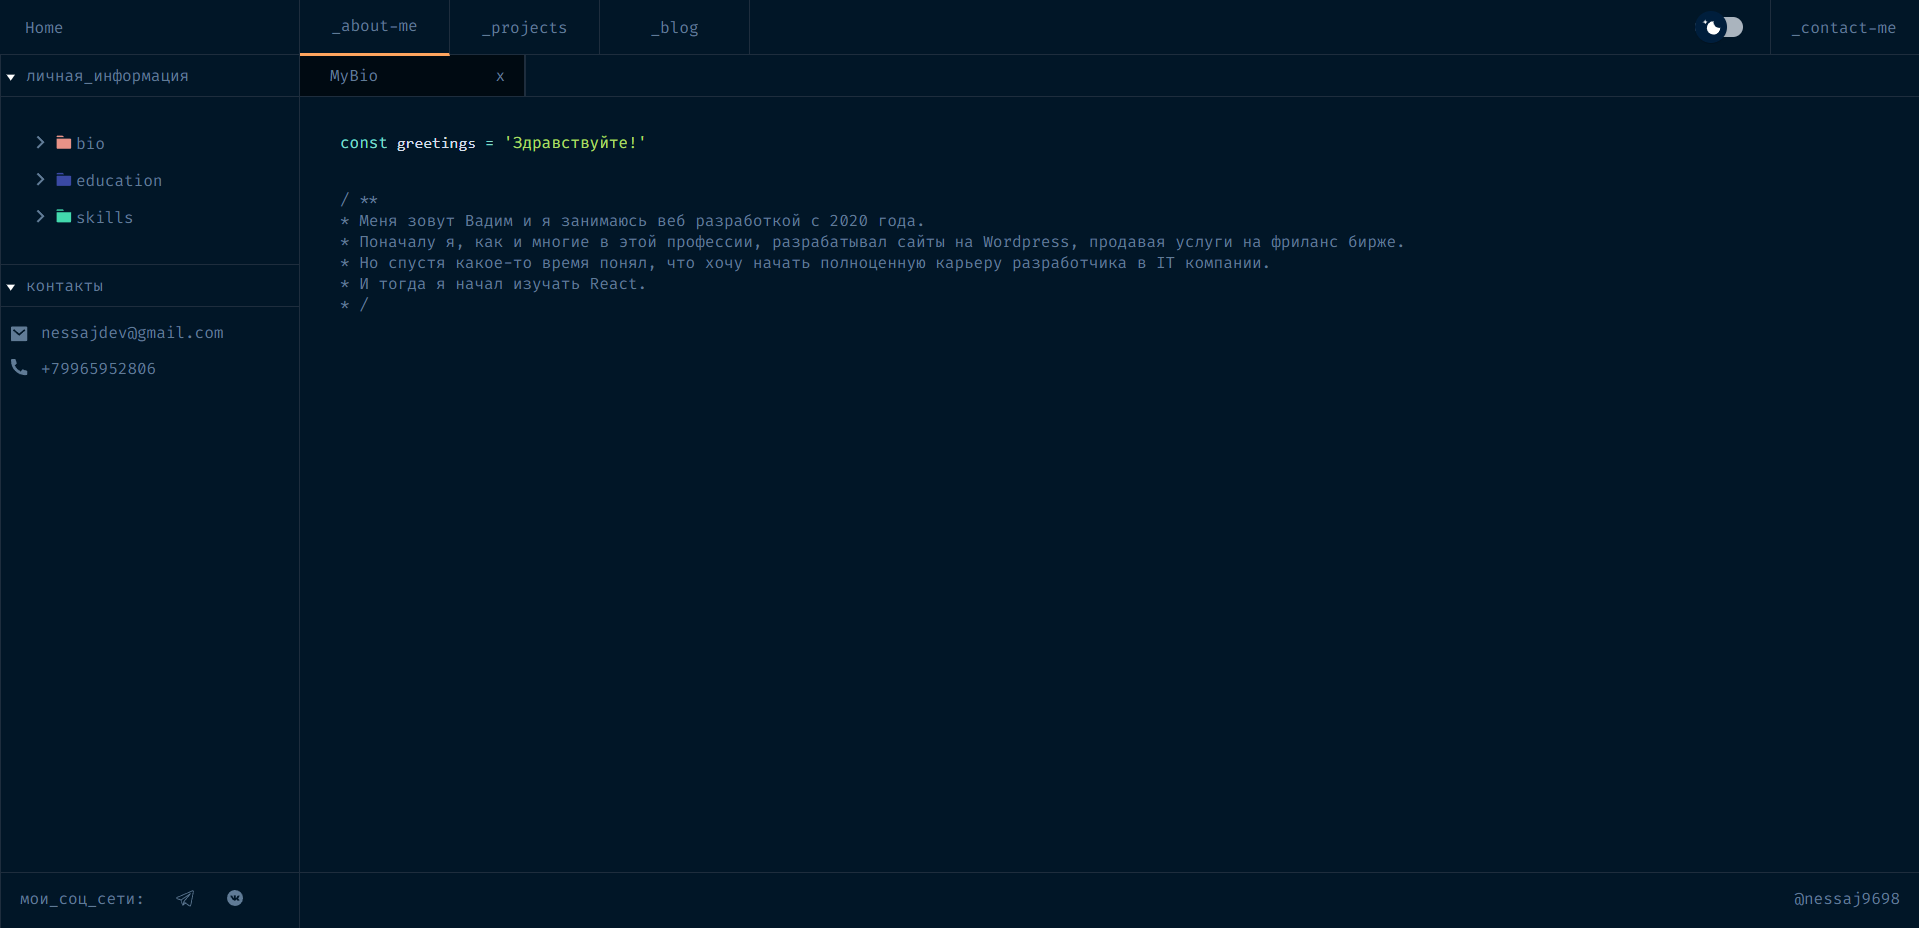 Home
_about-me
_projects
_blog
_contact-me
личная_информация
MyBio x
bio
education
skills
контакты
nessajdev@gmail.com
+79965952806
const greetings = 'Здравствуйте!'
/ **
* Меня зовут Вадим и я занимаюсь веб разработкой с 2020 года.
* Поначалу я, как и многие в этой профессии, разрабатывал сайты на Wordpress, продавая услуги на фриланс бирже.
* Но спустя какое-то время понял, что хочу начать полноценную карьеру разработчика в IT компании.
* И тогда я начал изучать React.
* /
мои_соц_сети:
@nessaj9698